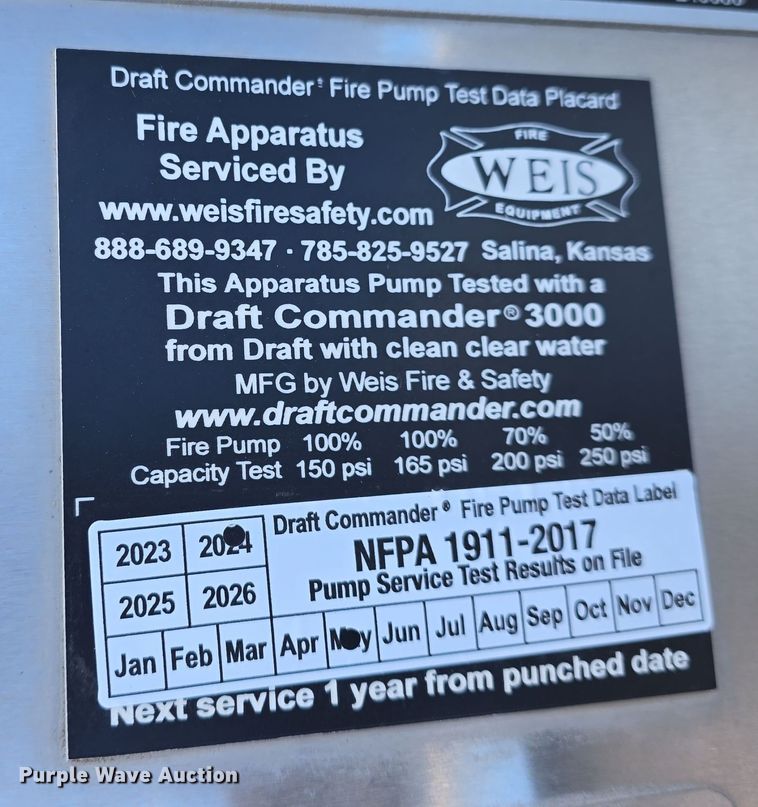 Draft Commander® Fire Pump Test Data Placard
Fire Apparatus
Serviced By
FIRE
WEIS
EQUIPMENT
www.weisfiresafety.com
888-689-9347 · 785-825-9527 Salina, Kansas
This Apparatus Pump Tested with a
Draft Commander® 3000
from Draft with clean clear water
MFG by Weis Fire & Safety
www.draftcommander.com
Fire Pump 100% 100% 70% 50%
Capacity Test 150 psi 165 psi 200 psi 250 psi
Draft Commander® Fire Pump Test Data Label
NFPA 1911-2017
Pump Service Test Results on File
2023 2024
2025 2026
Jan Feb Mar Apr May Jun Jul Aug Sep Oct Nov Dec
Next service 1 year from punched date
Purple Wave Auction